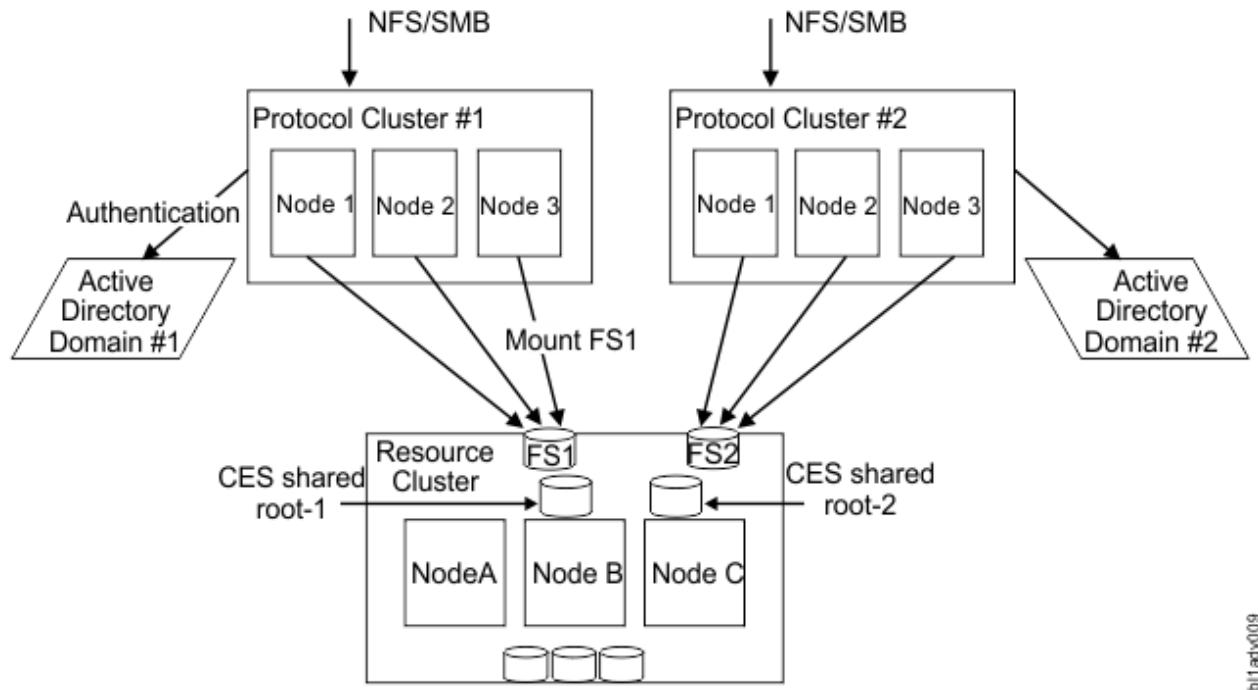 NFS/SMB
NFS/SMB
Protocol Cluster #1
Node 1
Node 2
Node 3
Protocol Cluster #2
Node 1
Node 2
Node 3
Authentication
Active
Directory
Domain #1
Active
Directory
Domain #2
Mount FS1
Resource
Cluster
FS1
FS2
CES shared
root-1
CES shared
root-2
NodeA
Node B
Node C
bl1adv009